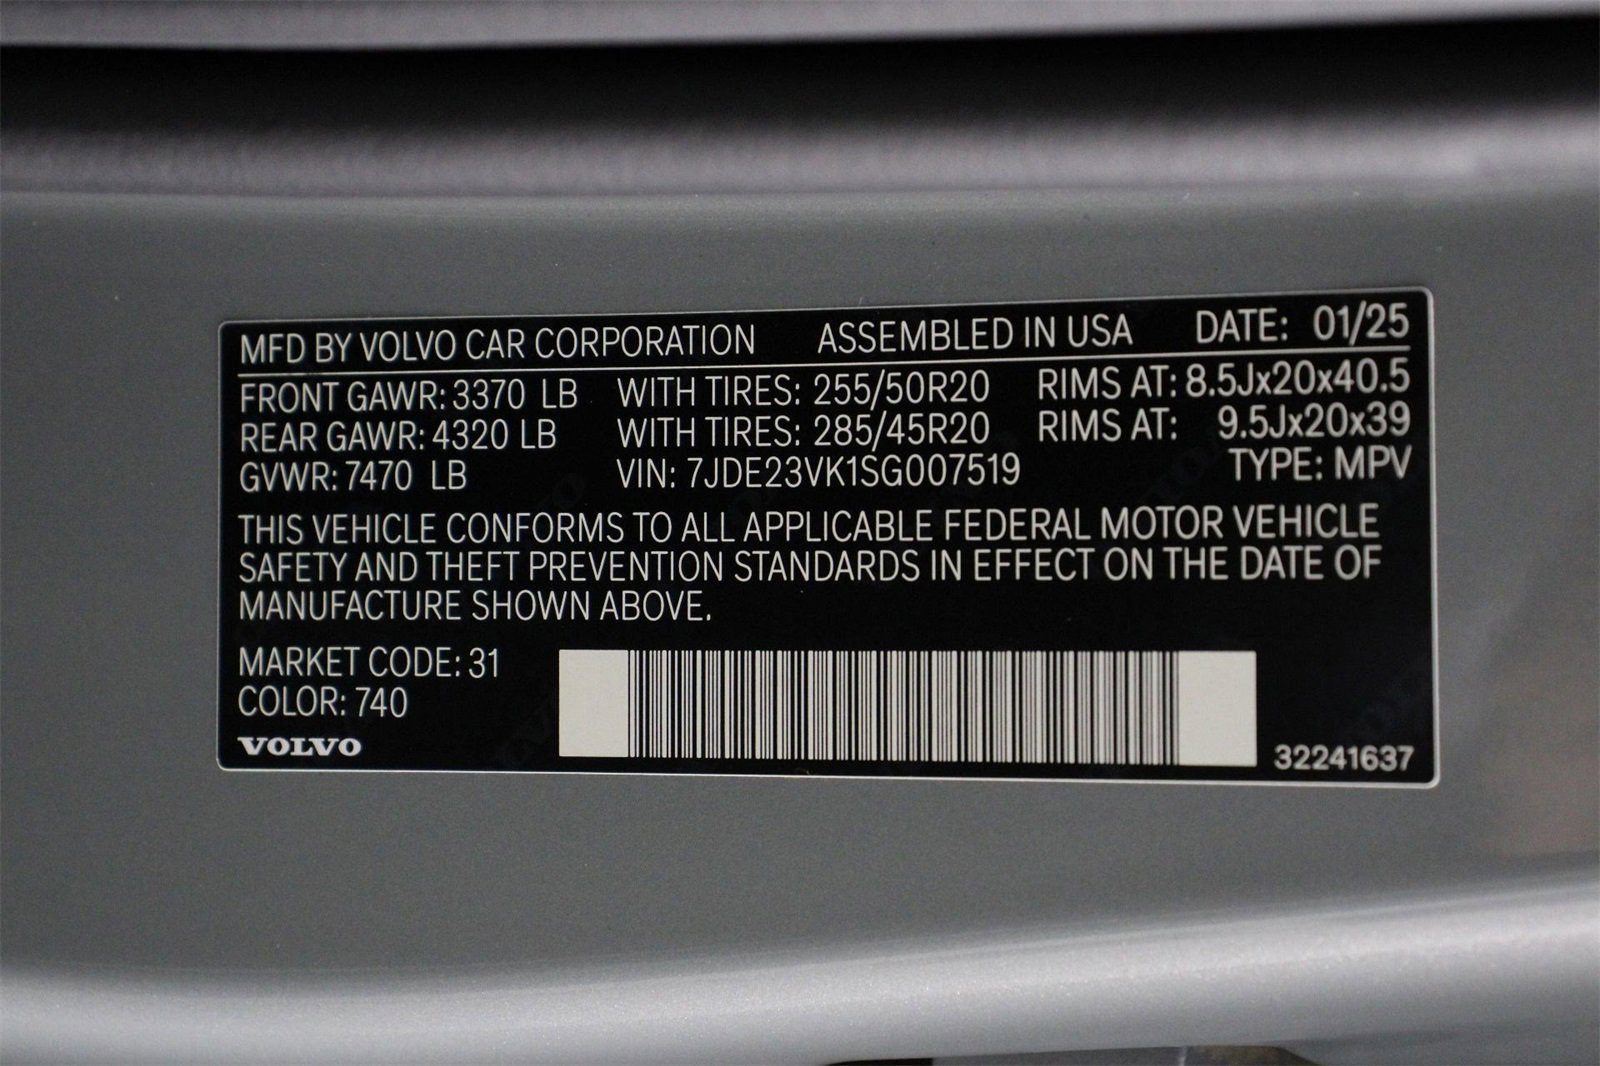 MFD BY VOLVO CAR CORPORATION ASSEMBLED IN USA DATE: 01/25
FRONT GAWR: 3370 LB WITH TIRES: 255/50R20 RIMS AT: 8.5Jx20x40.5
REAR GAWR: 4320 LB WITH TIRES: 285/45R20 RIMS AT: 9.5Jx20x39
GVWR: 7470 LB VIN: 7JDE23VK1SG007519 TYPE: MPV
THIS VEHICLE CONFORMS TO ALL APPLICABLE FEDERAL MOTOR VEHICLE
SAFETY AND THEFT PREVENTION STANDARDS IN EFFECT ON THE DATE OF
MANUFACTURE SHOWN ABOVE.
MARKET CODE: 31
COLOR: 740
VOLVO
32241637